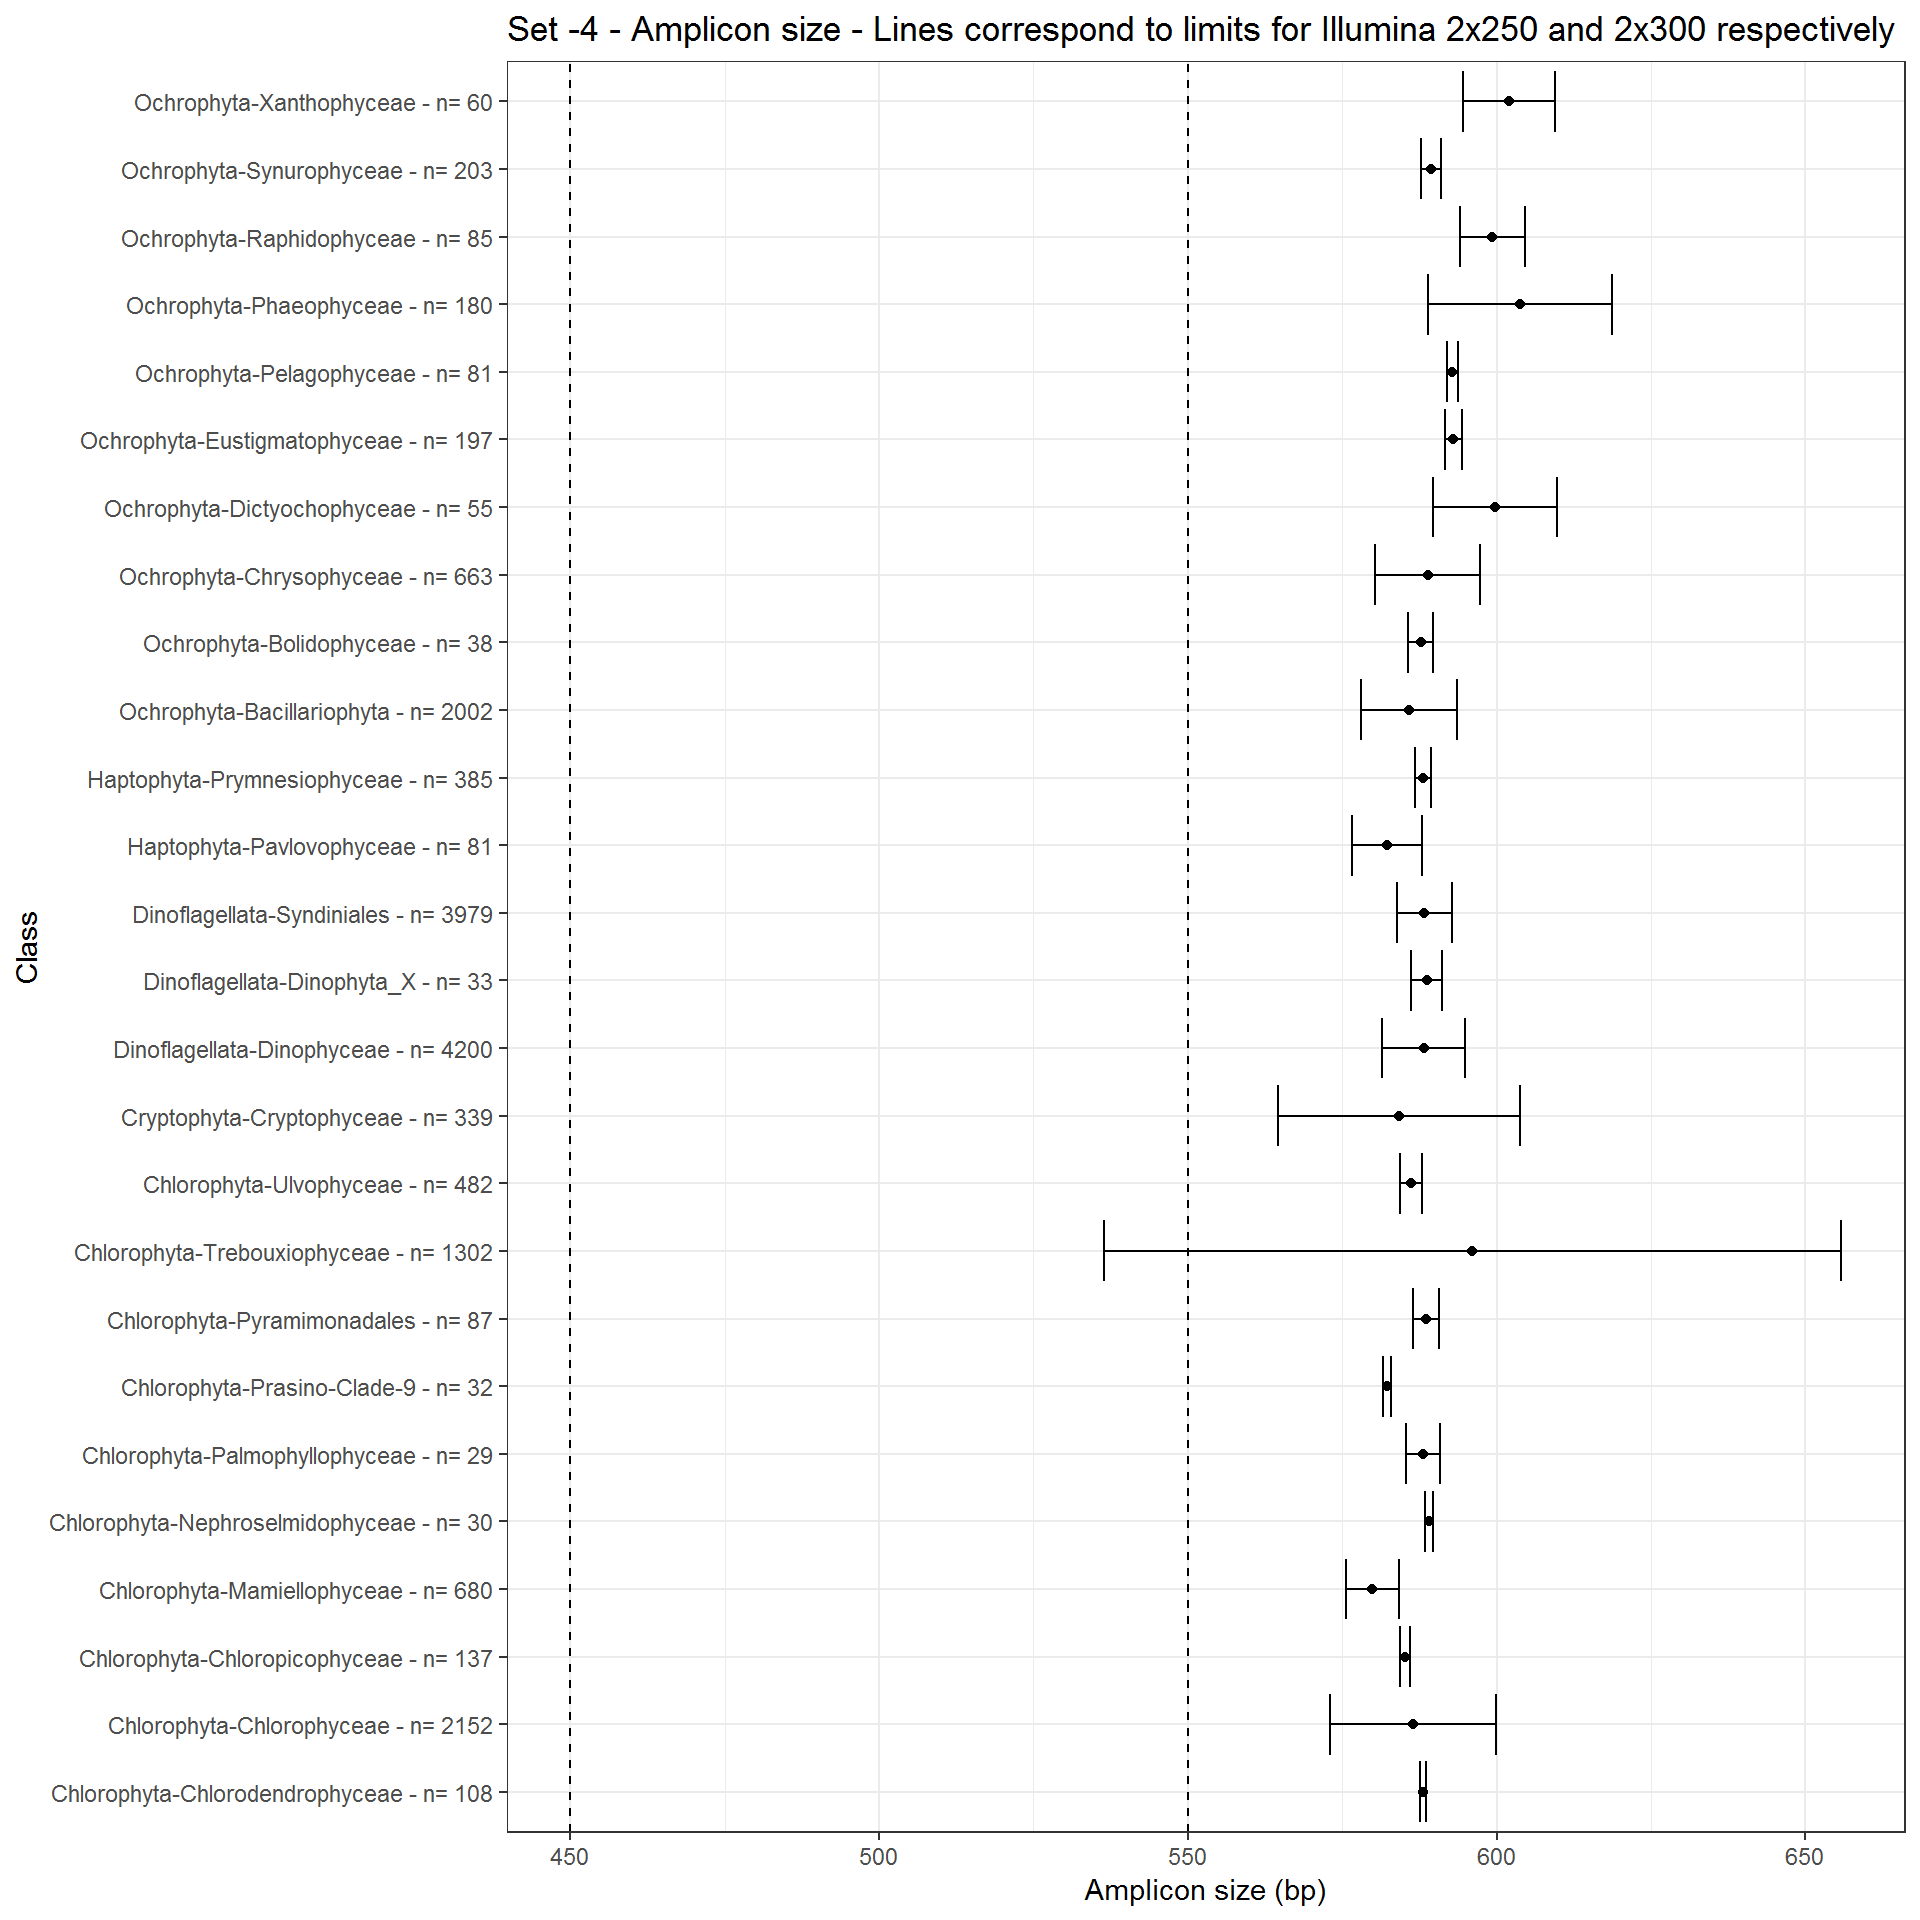 Set -4 - Amplicon size - Lines correspond to limits for Illumina 2x250 and 2x300 respectively
Ochrophyta-Xanthophyceae - n= 60
Ochrophyta-Synurophyceae - n= 203
Ochrophyta-Raphidophyceae - n= 85
Ochrophyta-Phaeophyceae - n= 180
Ochrophyta-Pelagophyceae - n= 81
Ochrophyta-Eustigmatophyceae - n= 197
Ochrophyta-Dictyochophyceae - n= 55
Ochrophyta-Chrysophyceae - n= 663
Ochrophyta-Bolidophyceae - n= 38
Ochrophyta-Bacillariophyta - n= 2002
Haptophyta-Prymnesiophyceae - n= 385
Haptophyta-Pavlovophyceae - n= 81
Dinoflagellata-Syndiniales - n= 3979
Dinoflagellata-Dinophyta_X - n= 33
Dinoflagellata-Dinophyceae - n= 4200
Cryptophyta-Cryptophyceae - n= 339
Chlorophyta-Ulvophyceae - n= 482
Chlorophyta-Trebouxiophyceae - n= 1302
Chlorophyta-Pyramimonadales - n= 87
Chlorophyta-Prasino-Clade-9 - n= 32
Chlorophyta-Palmophyllophyceae - n= 29
Chlorophyta-Nephroselmidophyceae - n= 30
Chlorophyta-Mamiellophyceae - n= 680
Chlorophyta-Chloropicophyceae - n= 137
Chlorophyta-Chlorophyceae - n= 2152
Chlorophyta-Chlorodendrophyceae - n= 108
Class
450 500 550 600 650
Amplicon size (bp)